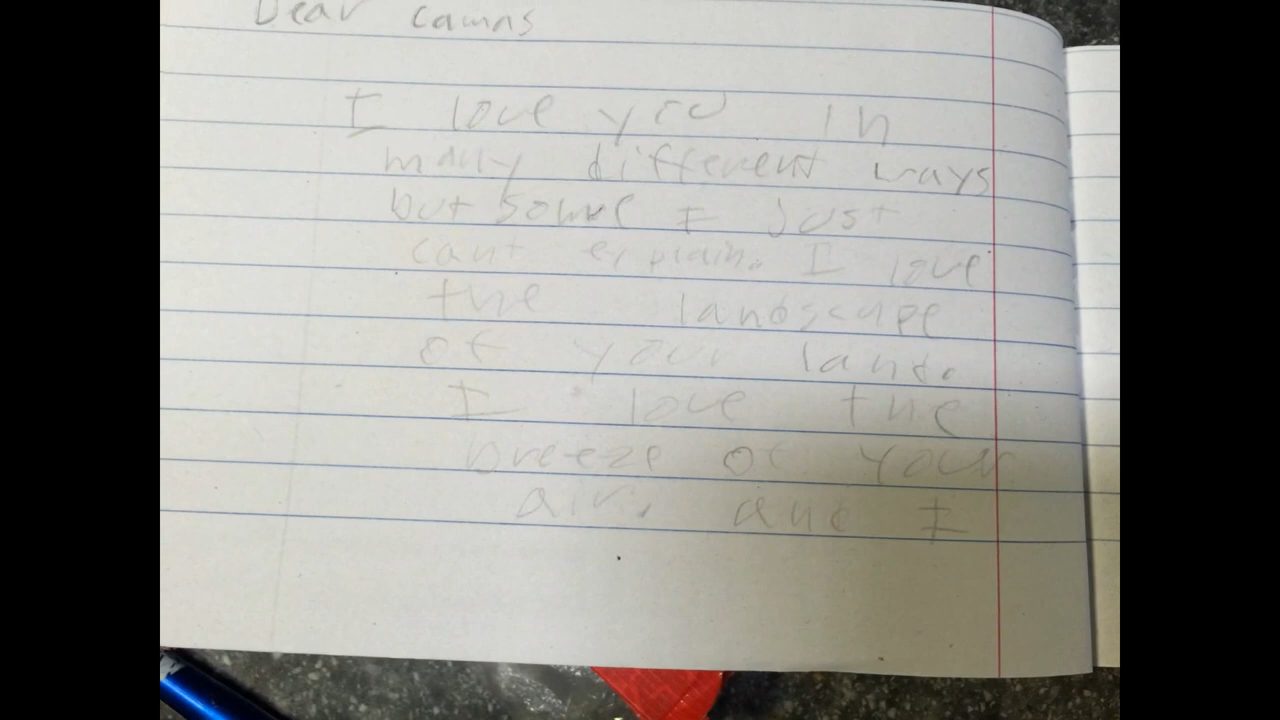 Dear camas
I love you in
many different ways
but some I just
cant explain. I love
the landscape
of your land.
I love the
breeze of your
air. and I